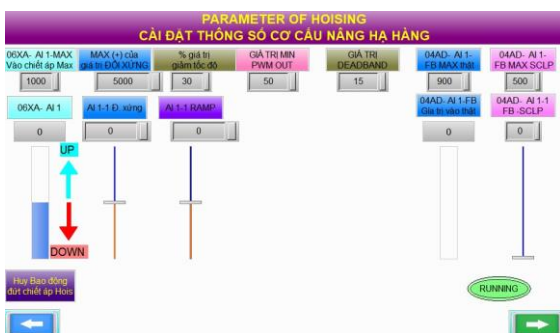 PARAMETER OF HOISING
CÀI ĐẶT THÔNG SỐ CƠ CẤU NÂNG HẠ HÀNG
06XA- AI 1-MAX
Vào chiết áp Max
MAX (+) của
giá trị ĐỐI XỨNG
% giá trị
giảm tốc độ
GIÁ TRỊ MIN
PWM OUT
GIÁ TRỊ
DEADBAND
04AD- AI 1-
FB MAX thật
04AD- AI 1-
FB MAX SCLP
1000
5000
30
50
15
900
500
06XA- AI 1
AI 1-1 Đ. xứng
AI 1-1 RAMP
04AD- AI 1-FB
Gía trị vào thật
04AD- AI 1-1
FB -SCLP
0
0
0
0
0
UP
DOWN
Huy Bao động
đứt chiết áp Hois
RUNNING